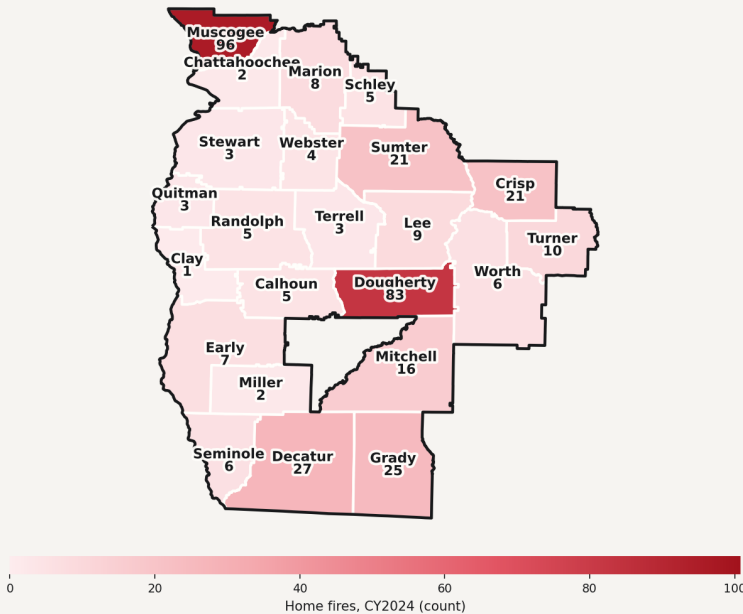 Muscogee
96
Chattahoochee
2
Marion
8
Schley
5
Stewart
3
Webster
4
Sumter
21
Crisp
21
Quitman
3
Randolph
5
Terrell
3
Lee
9
Turner
10
Clay
1
Calhoun
5
Dougherty
83
Worth
6
Early
7
Mitchell
16
Miller
2
Seminole
6
Decatur
27
Grady
25
0 20 40 60 80 100
Home fires, CY2024 (count)